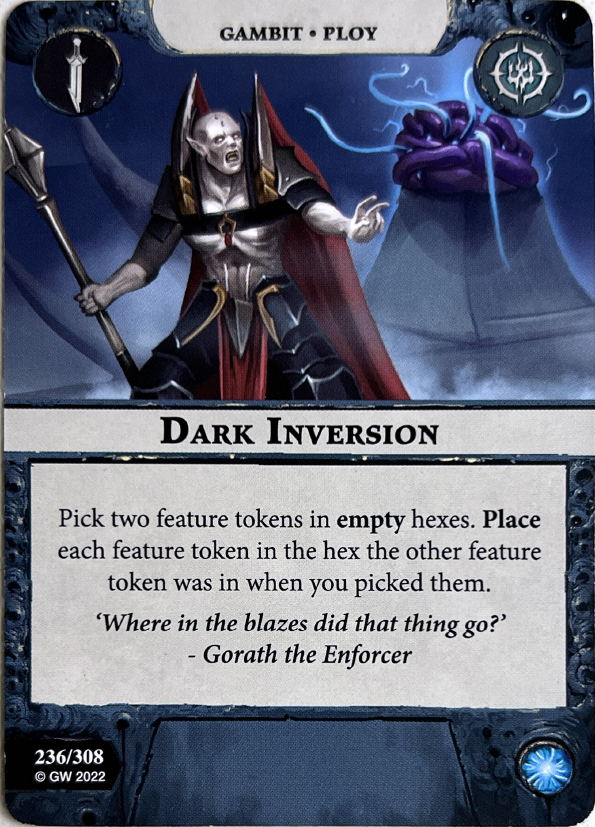 GAMBIT • PLOY
DARK INVERSION
Pick two feature tokens in empty hexes. Place
each feature token in the hex the other feature
token was in when you picked them.
‘Where in the blazes did that thing go?’
- Gorath the Enforcer
236/308
© GW 2022